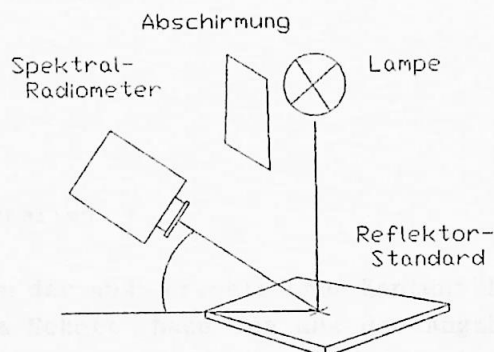 Abschirmung
Spektral-
Radiometer
Lampe
Reflektor-
Standard